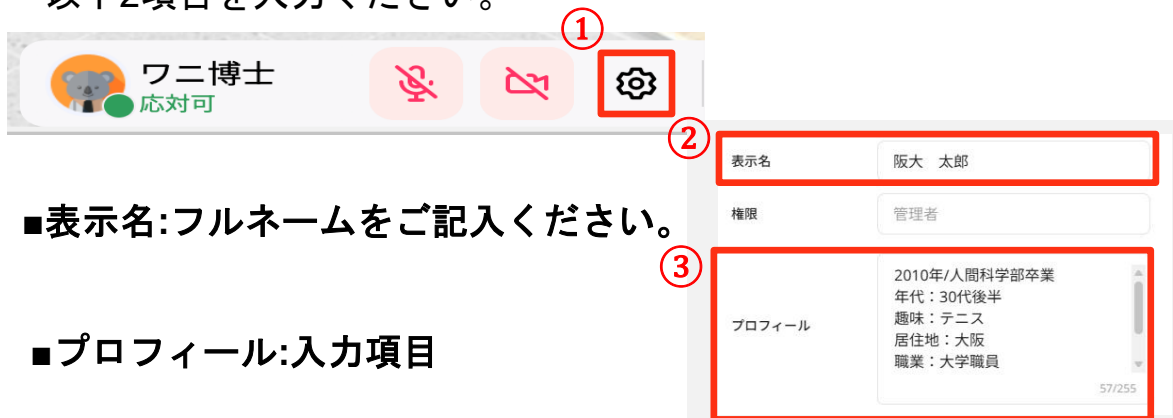 以下2項目を入力ください。
①
ワニ博士
応対可
②
表示名
阪大　太郎
■表示名:フルネームをご記入ください。
権限
管理者
③
2010年/人間科学部卒業
年代：30代後半
趣味：テニス
居住地：大阪
職業：大学職員
プロフィール
57/255
■プロフィール:入力項目